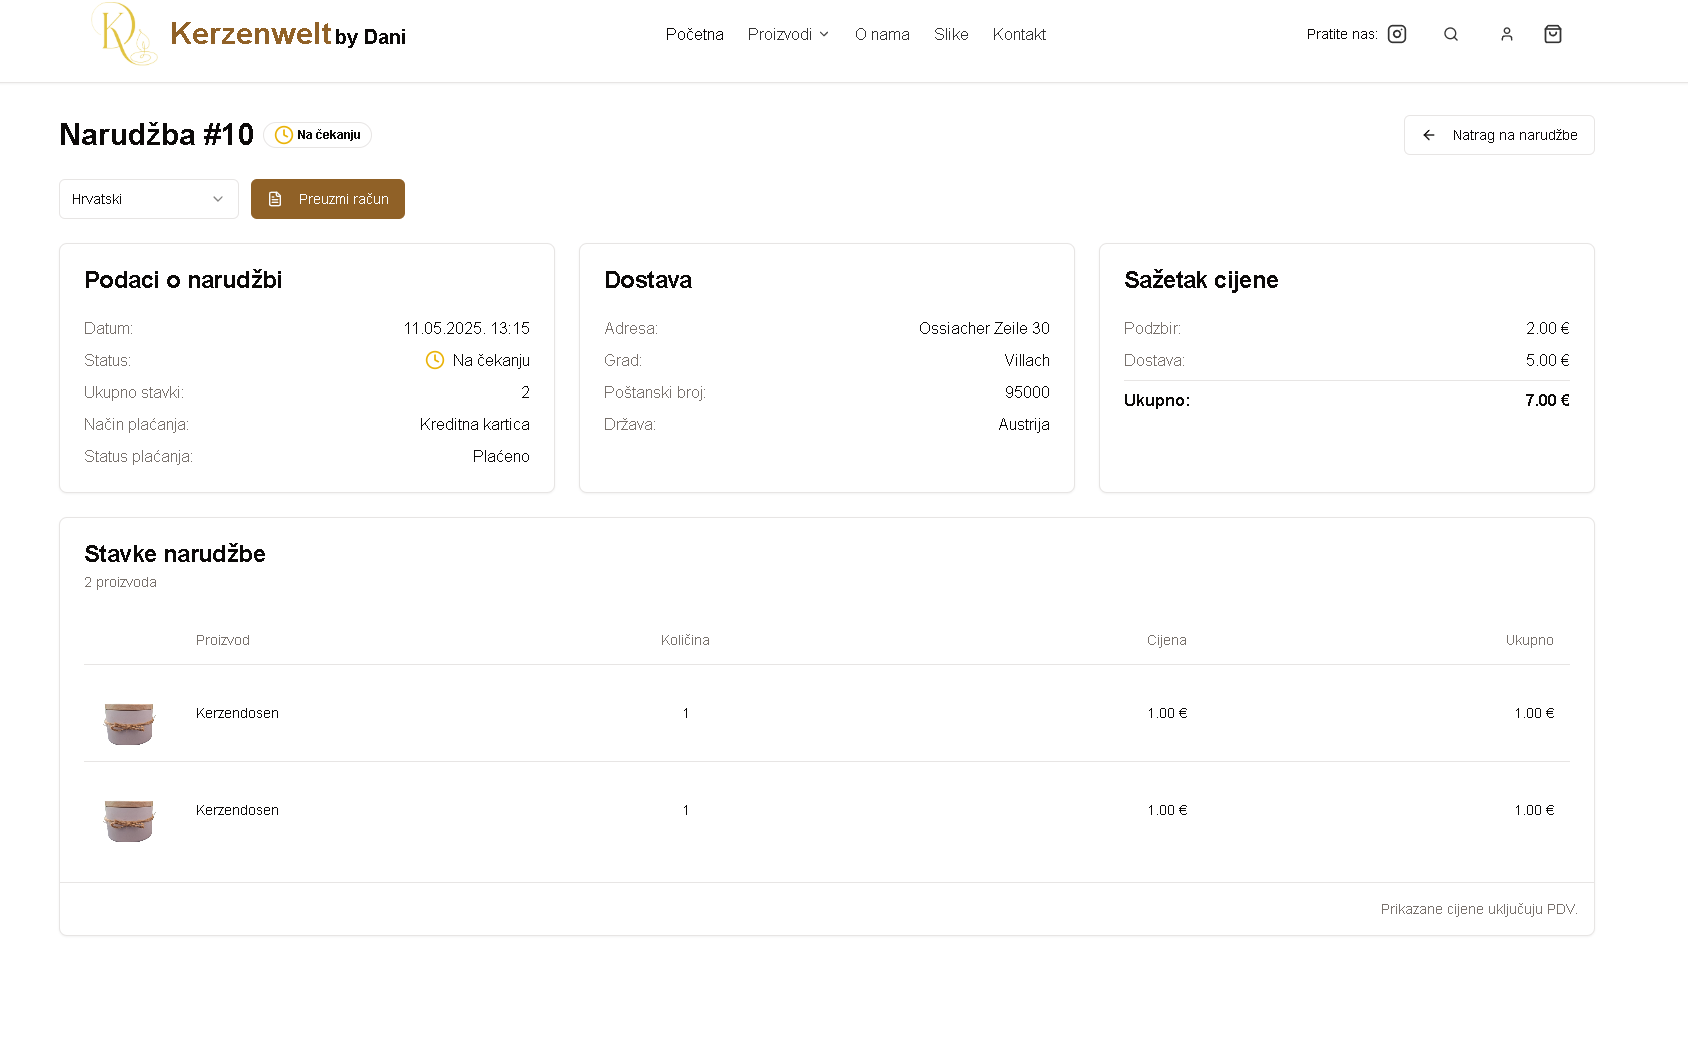 Kerzenwelt by Dani
Početna Proizvodi O nama Slike Kontakt
Pratite nas:
Narudžba #10 Na čekanju
Natrag na narudžbe
Hrvatski Preuzmi račun
Podaci o narudžbi
Datum: 11.05.2025. 13:15
Status: Na čekanju
Ukupno stavki: 2
Način plaćanja: Kreditna kartica
Status plaćanja: Plaćeno
Dostava
Adresa: Ossiacher Zeile 30
Grad: Villach
Poštanski broj: 95000
Država: Austrija
Sažetak cijene
Podzbir: 2.00 €
Dostava: 5.00 €
Ukupno: 7.00 €
Stavke narudžbe
2 proizvoda
Proizvod Količina Cijena Ukupno
Kerzendosen 1 1.00 € 1.00 €
Kerzendosen 1 1.00 € 1.00 €
Prikazane cijene uključuju PDV.